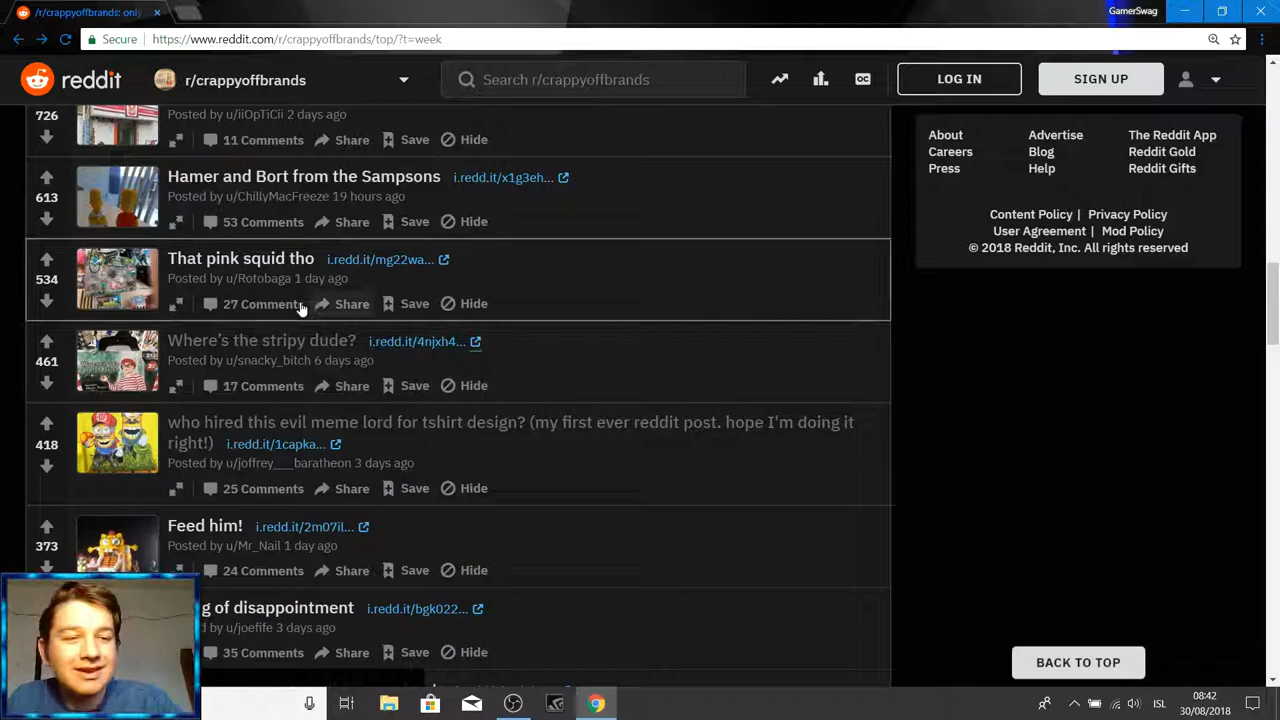 /r/crappyoffbrands: only
GamerSwag
Secure
https://www.reddit.com/r/crappyoffbrands/top/?t=week
reddit
r/crappyoffbrands
Search r/crappyoffbrands
LOG IN
SIGN UP
726
Posted by u/iiOpTiCii 2 days ago
11 Comments Share Save Hide
Hamer and Bort from the Sampsons i.redd.it/x1g3eh...
613
Posted by u/ChillyMacFreeze 19 hours ago
53 Comments Share Save Hide
That pink squid tho i.redd.it/mg22wa...
534
Posted by u/Rotobaga 1 day ago
27 Comments Share Save Hide
Where's the stripy dude? i.redd.it/4njxh4...
461
Posted by u/snacky_bitch 6 days ago
17 Comments Share Save Hide
who hired this evil meme lord for tshirt design? (my first ever reddit post. hope I'm doing it
right!) i.redd.it/1capka...
418
Posted by u/joffrey___baratheon 3 days ago
25 Comments Share Save Hide
Feed him! i.redd.it/2m07il...
373
Posted by u/Mr_Nail 1 day ago
24 Comments Share Save Hide
g of disappointment i.redd.it/bgk022...
d by u/joefife 3 days ago
35 Comments Share Save Hide
About Advertise The Reddit App
Careers Blog Reddit Gold
Press Help Reddit Gifts
Content Policy | Privacy Policy
User Agreement | Mod Policy
© 2018 Reddit, Inc. All rights reserved
BACK TO TOP
ISL
08:42
30/08/2018